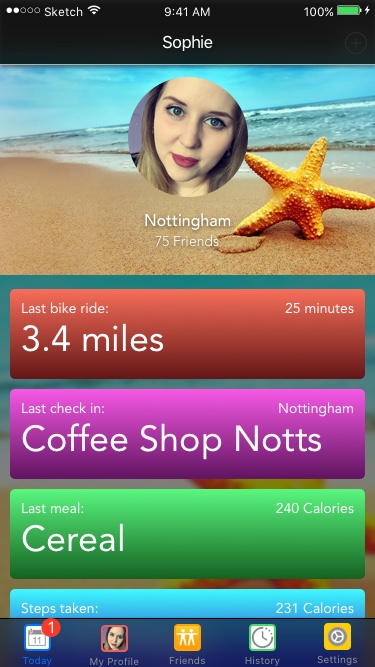 Sketch 9:41 AM 100%
Sophie
Nottingham
75 Friends
Last bike ride: 25 minutes
3.4 miles
Last check in: Nottingham
Coffee Shop Notts
Last meal: 240 Calories
Cereal
Steps taken: 231 Calories
1
11
Today My Profile Friends History Settings